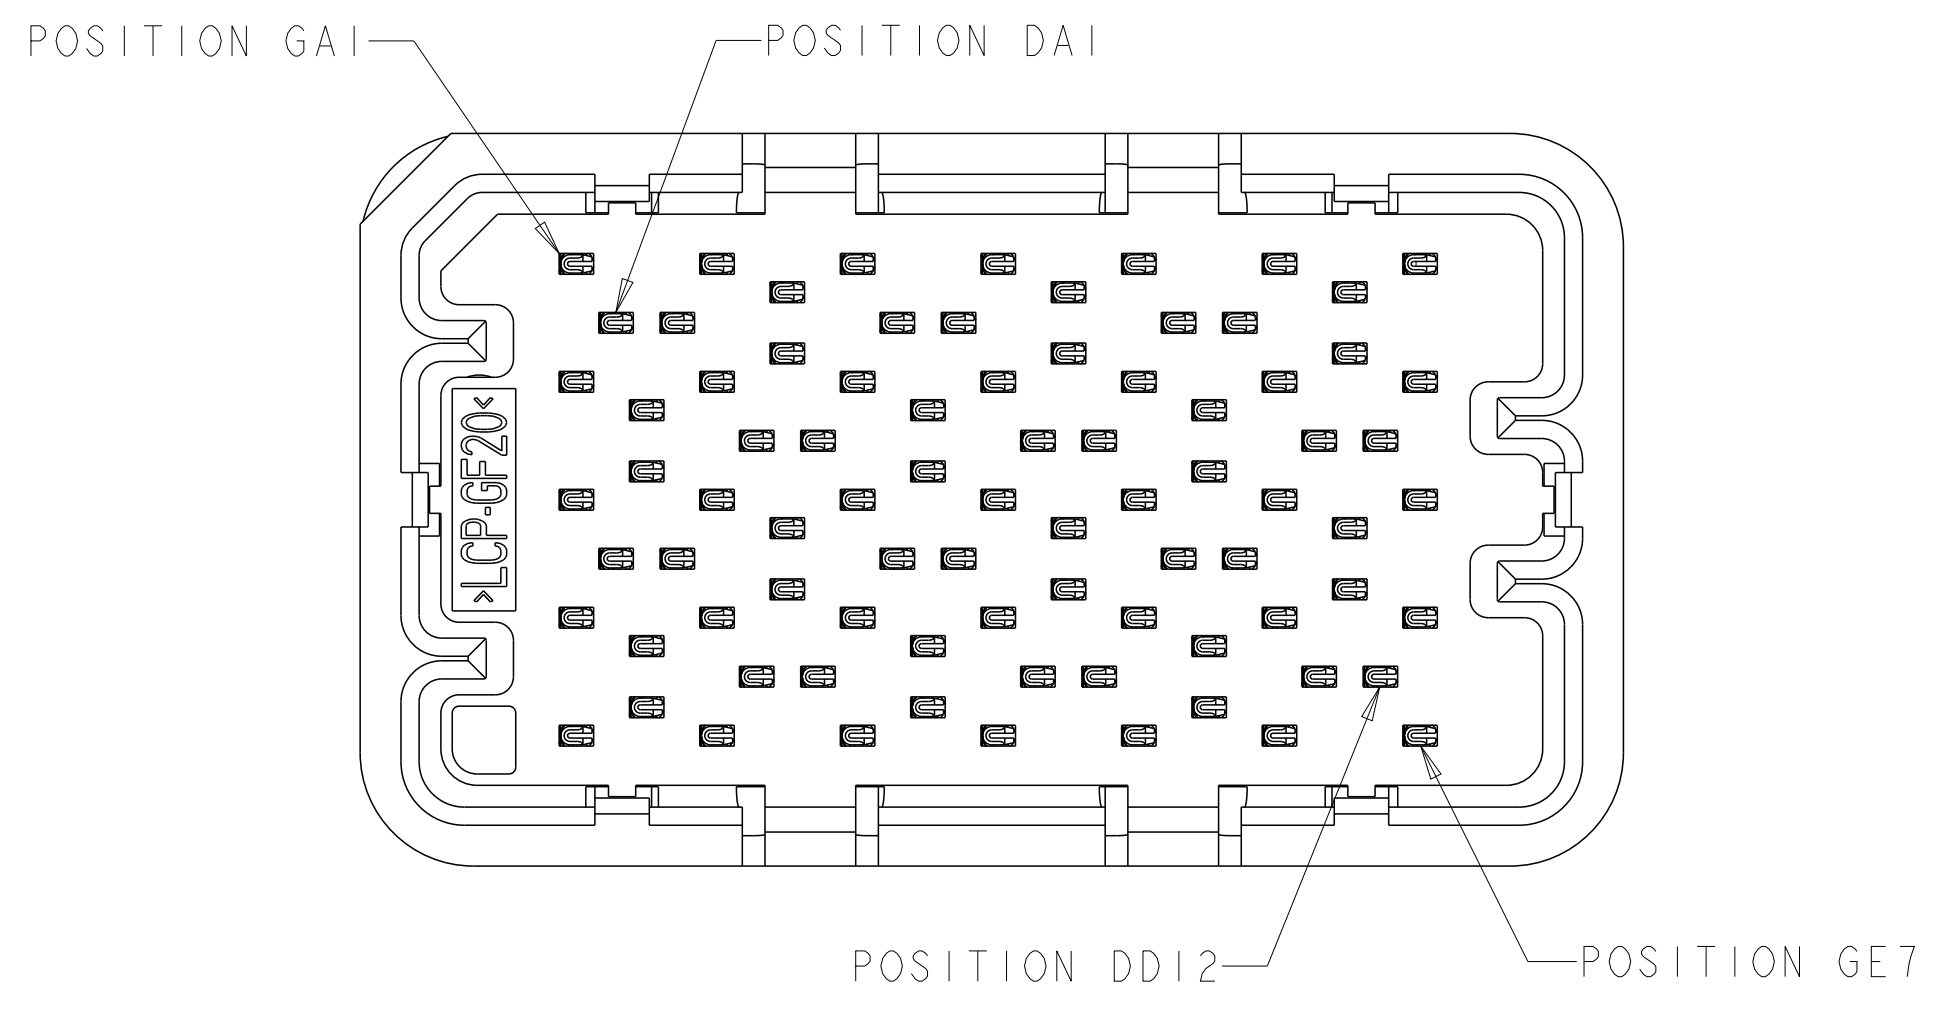 POSITION GA1
POSITION DA1
>LCP-GF20<
POSITION DD12
POSITION GE7